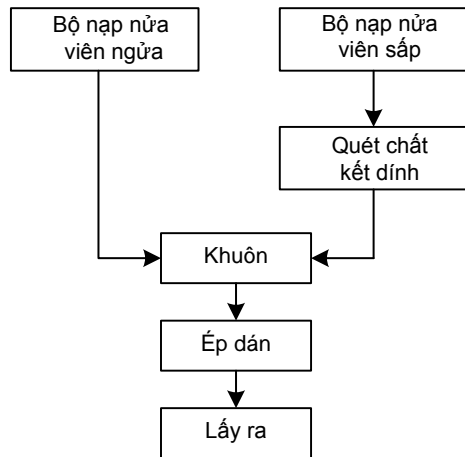 Bộ nạp nửa
viên ngửa
Bộ nạp nửa
viên sấp
Quét chất
kết dính
Khuôn
Ép dán
Lấy ra